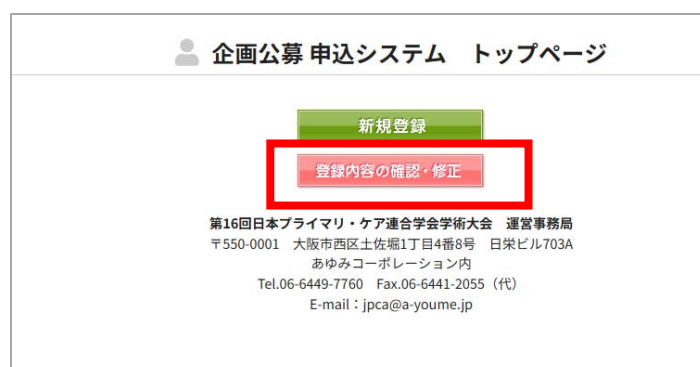 企画公募 申込システム　トップページ
新規登録
登録内容の確認・修正
第16回日本プライマリ・ケア連合学会学術大会　運営事務局
〒550-0001　大阪市西区土佐堀1丁目4番8号　日栄ビル703A
あゆみコーポレーション内
Tel.06-6449-7760　Fax.06-6441-2055（代）
E-mail：jpca@a-youme.jp